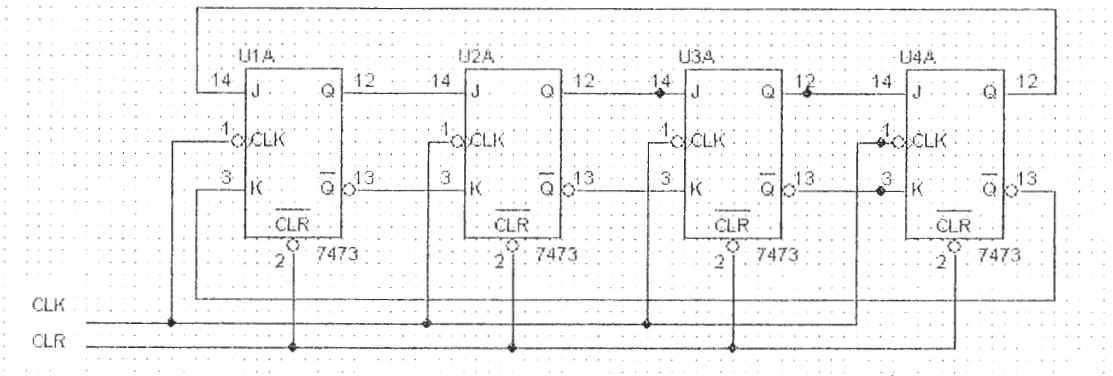 U1A U2A U3A U4A
14 12 14 12 14 12 14 12
J Q J Q J Q J Q
1 1 1 1
CLK CLK CLK CLK
3 K Q 13 3 K Q 13 3 K Q 13 3 K Q 13
CLR CLR CLR CLR
2 7473 2 7473 2 7473 2 7473
CLK
CLR